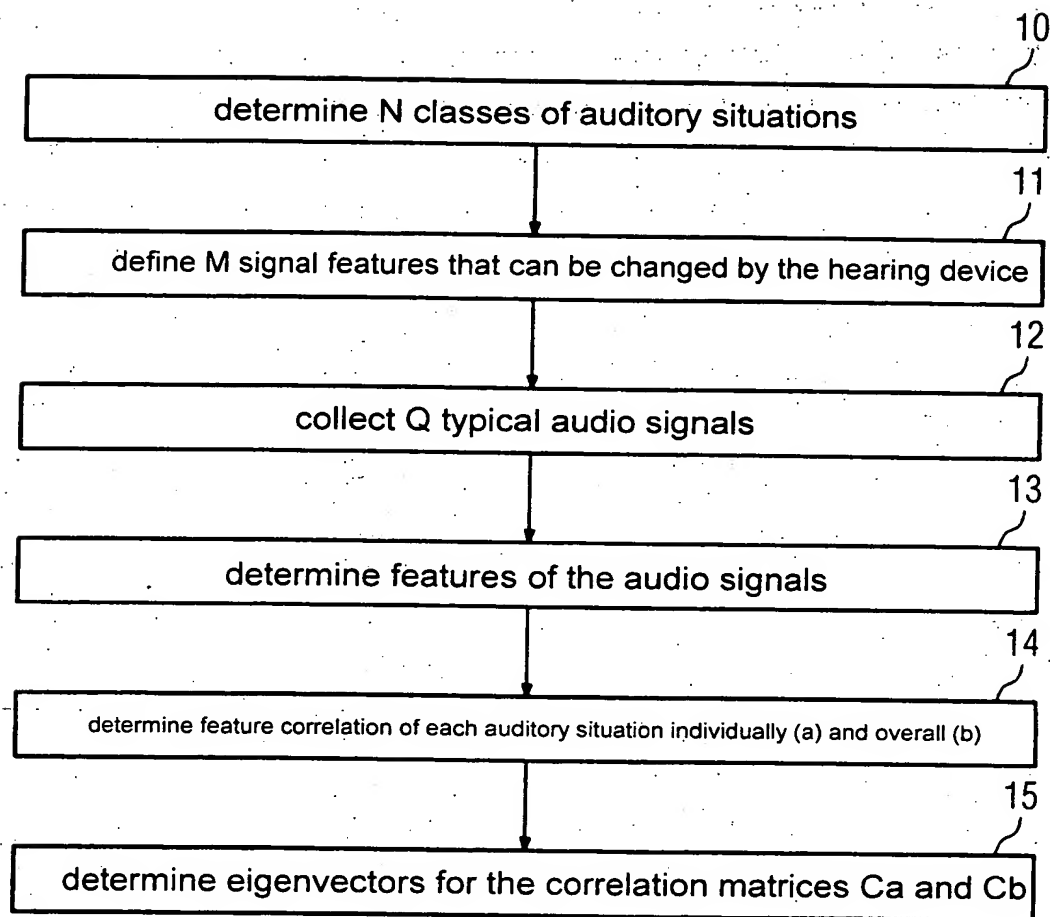 10
determine N classes of auditory situations
11
define M signal features that can be changed by the hearing device
12
collect Q typical audio signals
13
determine features of the audio signals
14
determine feature correlation of each auditory situation individually (a) and overall (b)
15
determine eigenvectors for the correlation matrices Ca and Cb